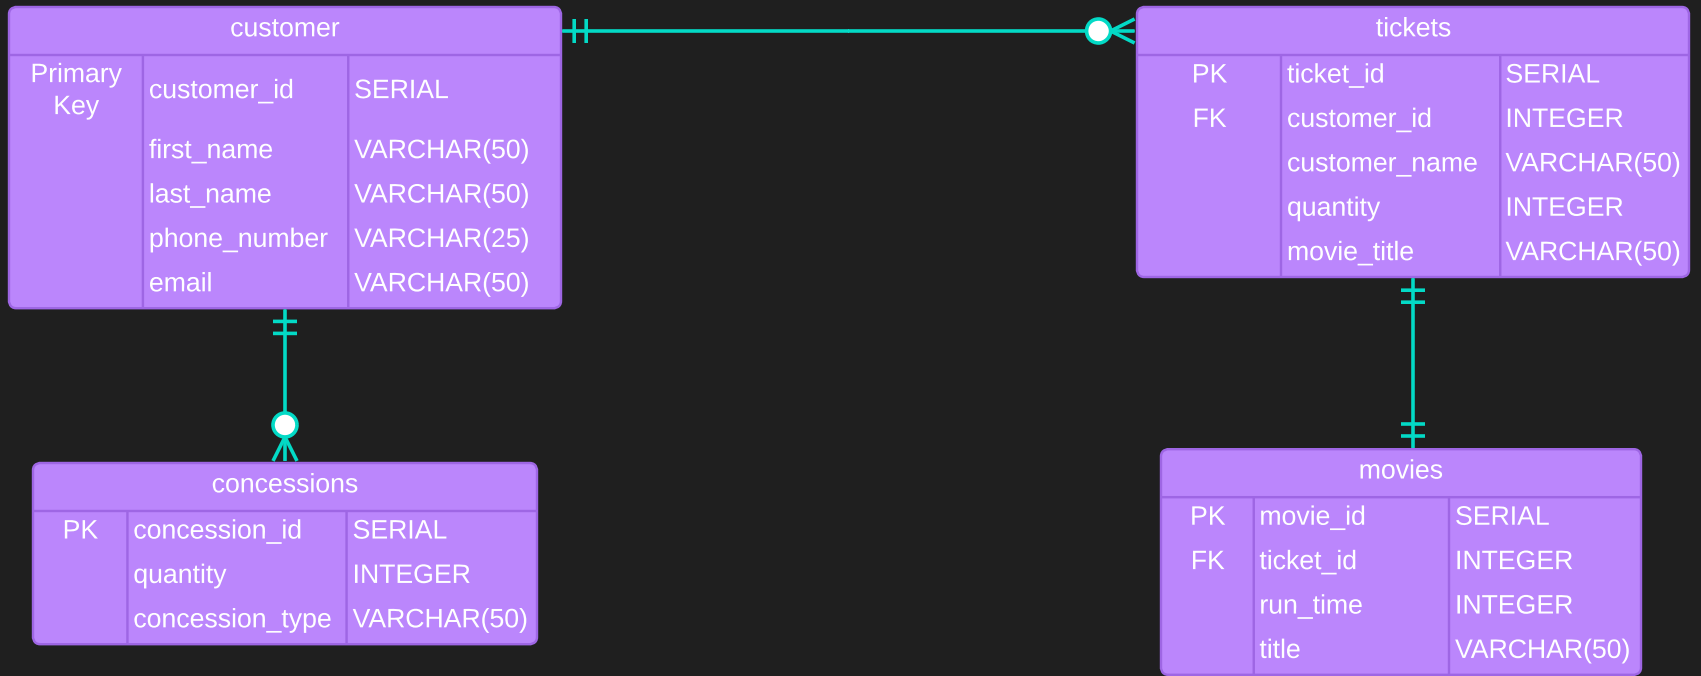 customer
Primary
Key
customer_id SERIAL
first_name VARCHAR(50)
last_name VARCHAR(50)
phone_number VARCHAR(25)
email VARCHAR(50)
tickets
PK ticket_id SERIAL
FK customer_id INTEGER
customer_name VARCHAR(50)
quantity INTEGER
movie_title VARCHAR(50)
concessions
PK concession_id SERIAL
quantity INTEGER
concession_type VARCHAR(50)
movies
PK movie_id SERIAL
FK ticket_id INTEGER
run_time INTEGER
title VARCHAR(50)